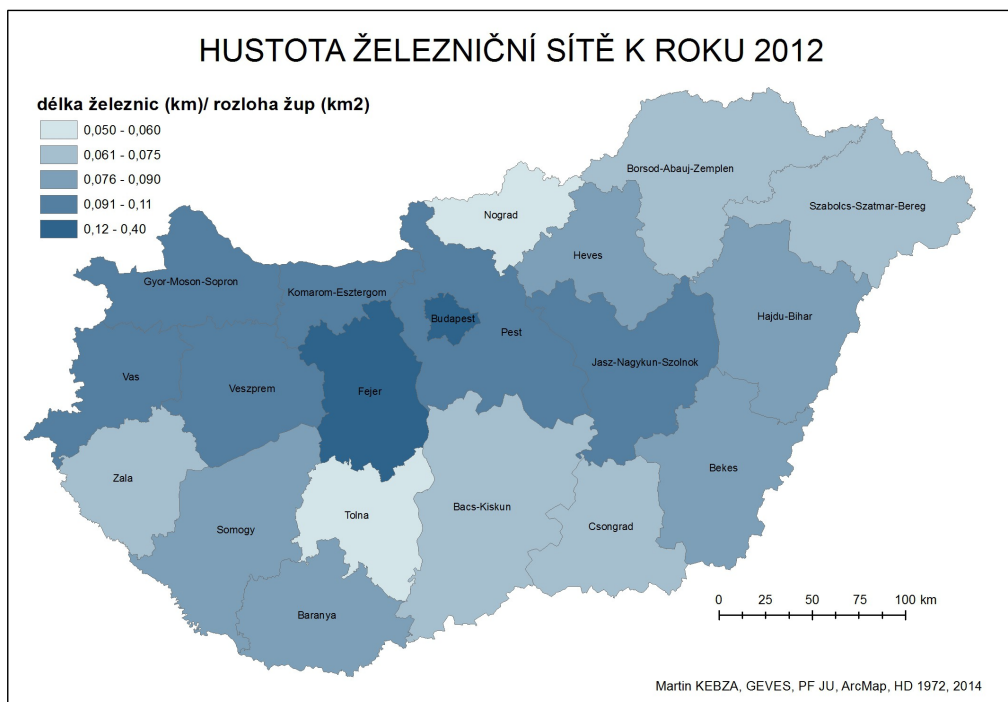 HUSTOTA ŽELEZNIČNÍ SÍTĚ K ROKU 2012
délka železnic (km)/ rozloha žup (km2)
0,050 - 0,060
0,061 - 0,075
0,076 - 0,090
0,091 - 0,11
0,12 - 0,40
Borsod-Abauj-Zemplen
Szabolcs-Szatmar-Bereg
Nograd
Heves
Gyor-Moson-Sopron
Komarom-Esztergom
Budapest
Pest
Hajdu-Bihar
Jasz-Nagykun-Szolnok
Vas
Veszprem
Fejer
Zala
Bekes
Somogy
Tolna
Bacs-Kiskun
Csongrad
Baranya
0 25 50 75 100 km
Martin KEBZA, GEVES, PF JU, ArcMap, HD 1972, 2014